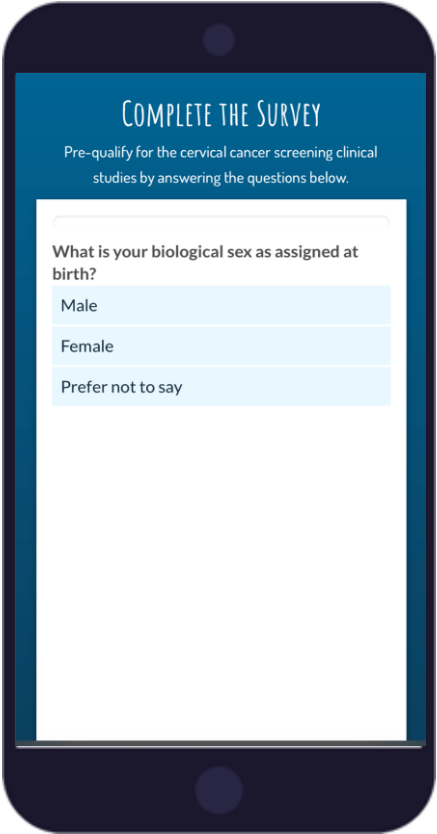 Complete the Survey
Pre-qualify for the cervical cancer screening clinical
studies by answering the questions below.
What is your biological sex as assigned at
birth?
Male
Female
Prefer not to say